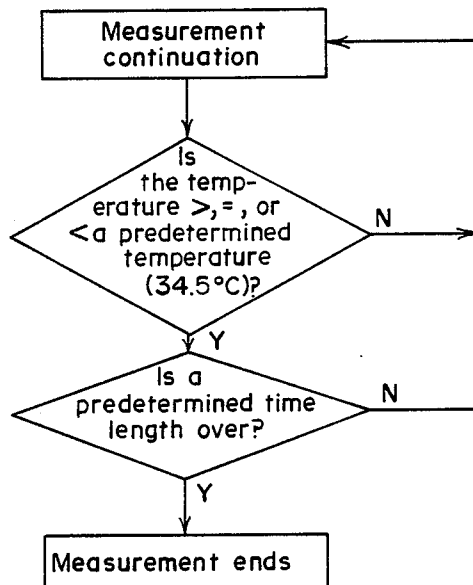 Measurement
continuation
Is
the temp-
erature >, =, or
< a predetermined
temperature
(34.5°C)?
N
Y
Is a
predetermined time
length over?
N
Y
Measurement ends